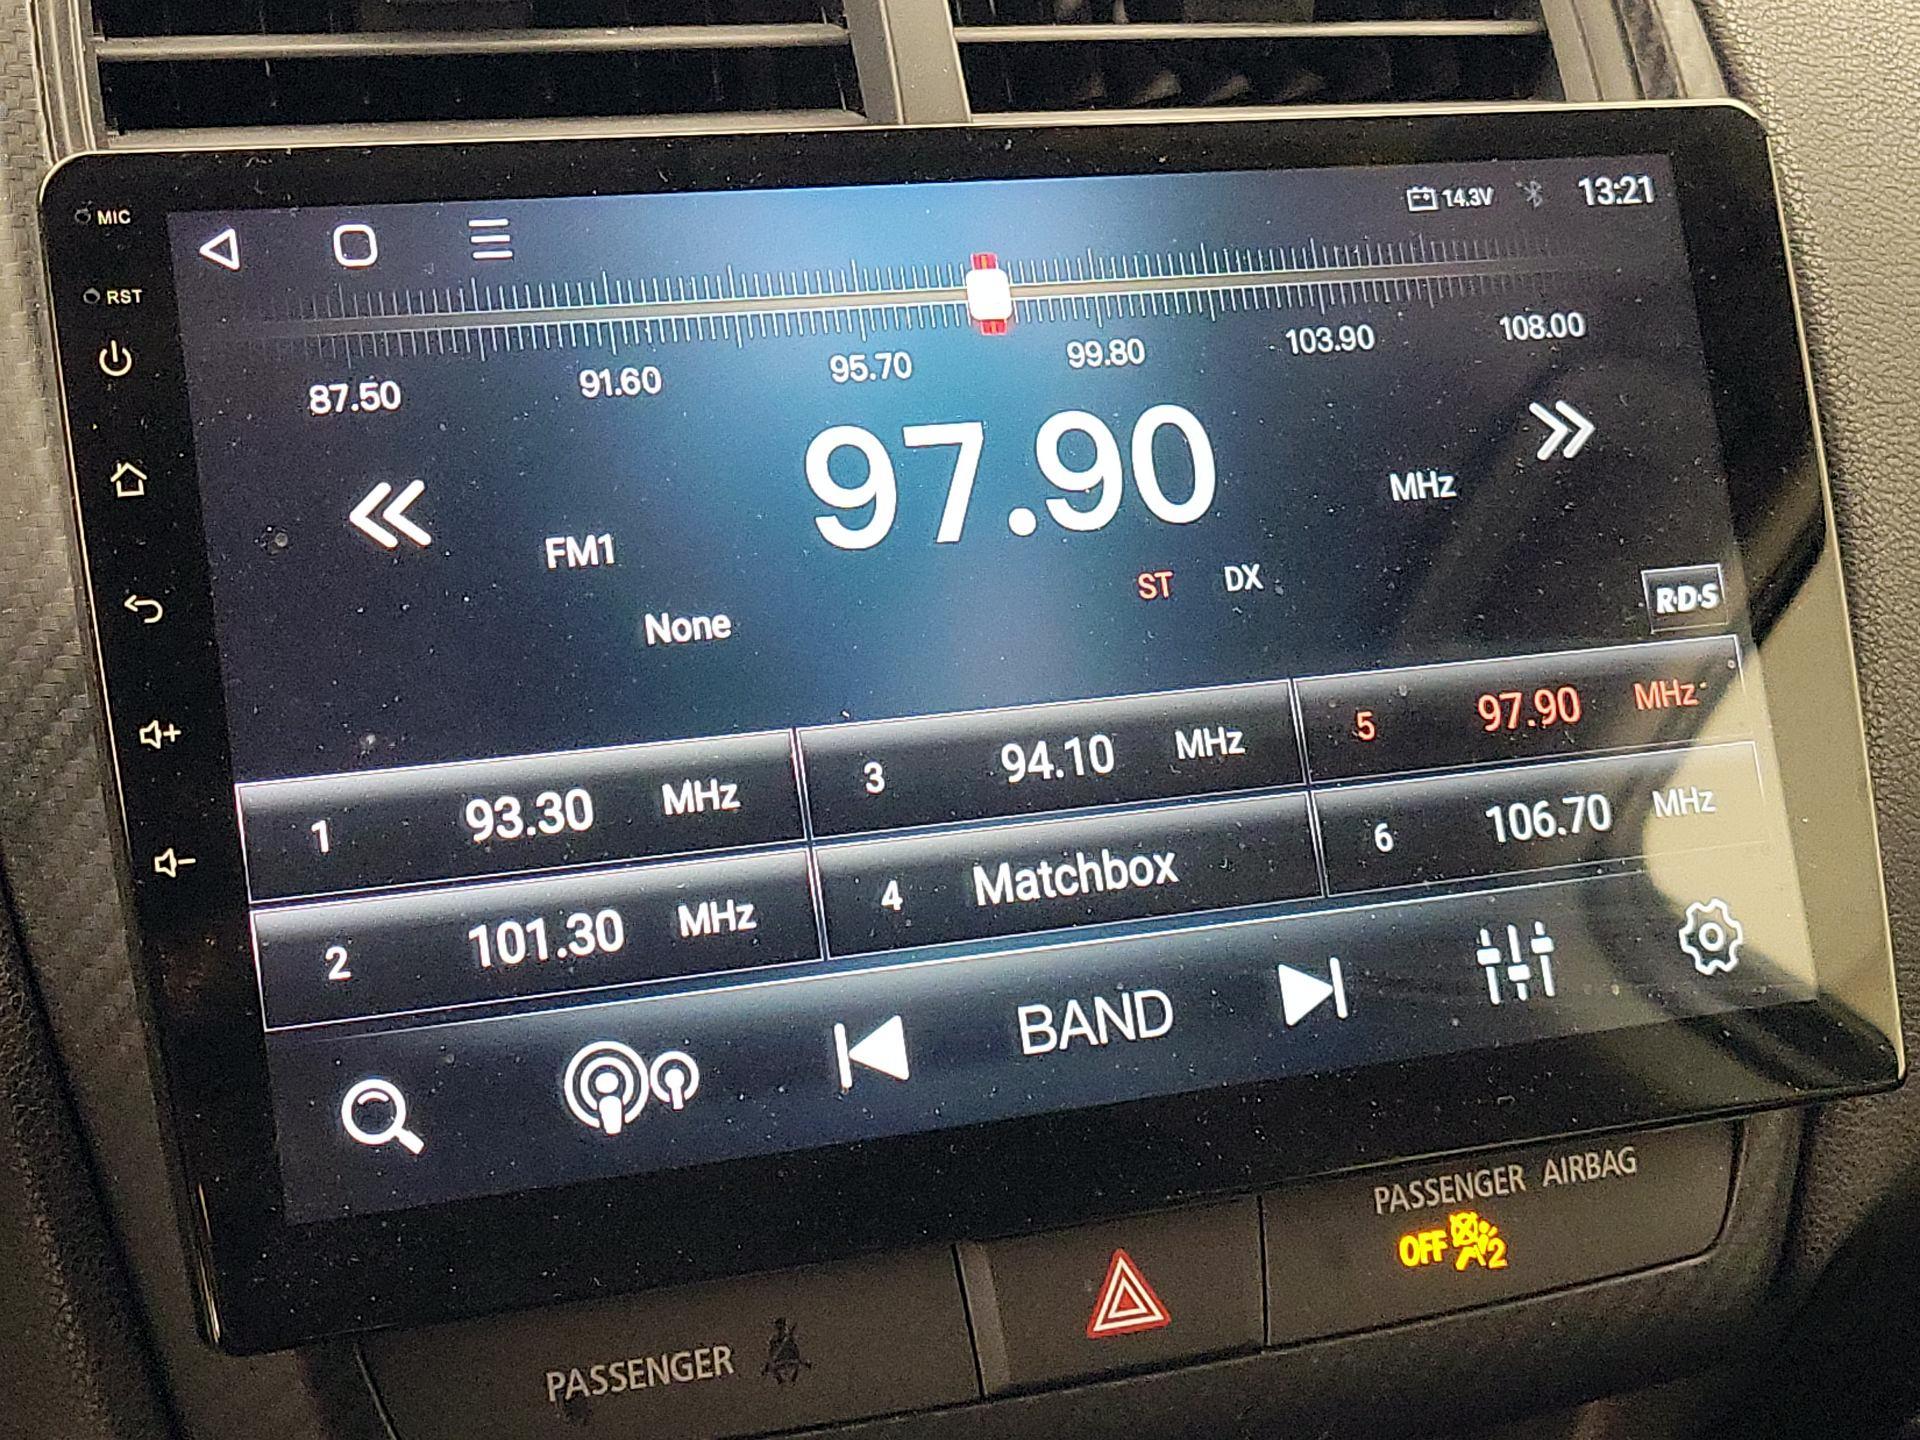 MIC
14.3V 13:21
RST
87.50 91.60 95.70 99.80 103.90 108.00
97.90 MHz
FM1
ST DX
None
R·D·S
1 93.30 MHz
3 94.10 MHz
5 97.90 MHz
2 101.30 MHz
4 Matchbox
6 106.70 MHz
BAND
PASSENGER AIRBAG
OFF 2
PASSENGER